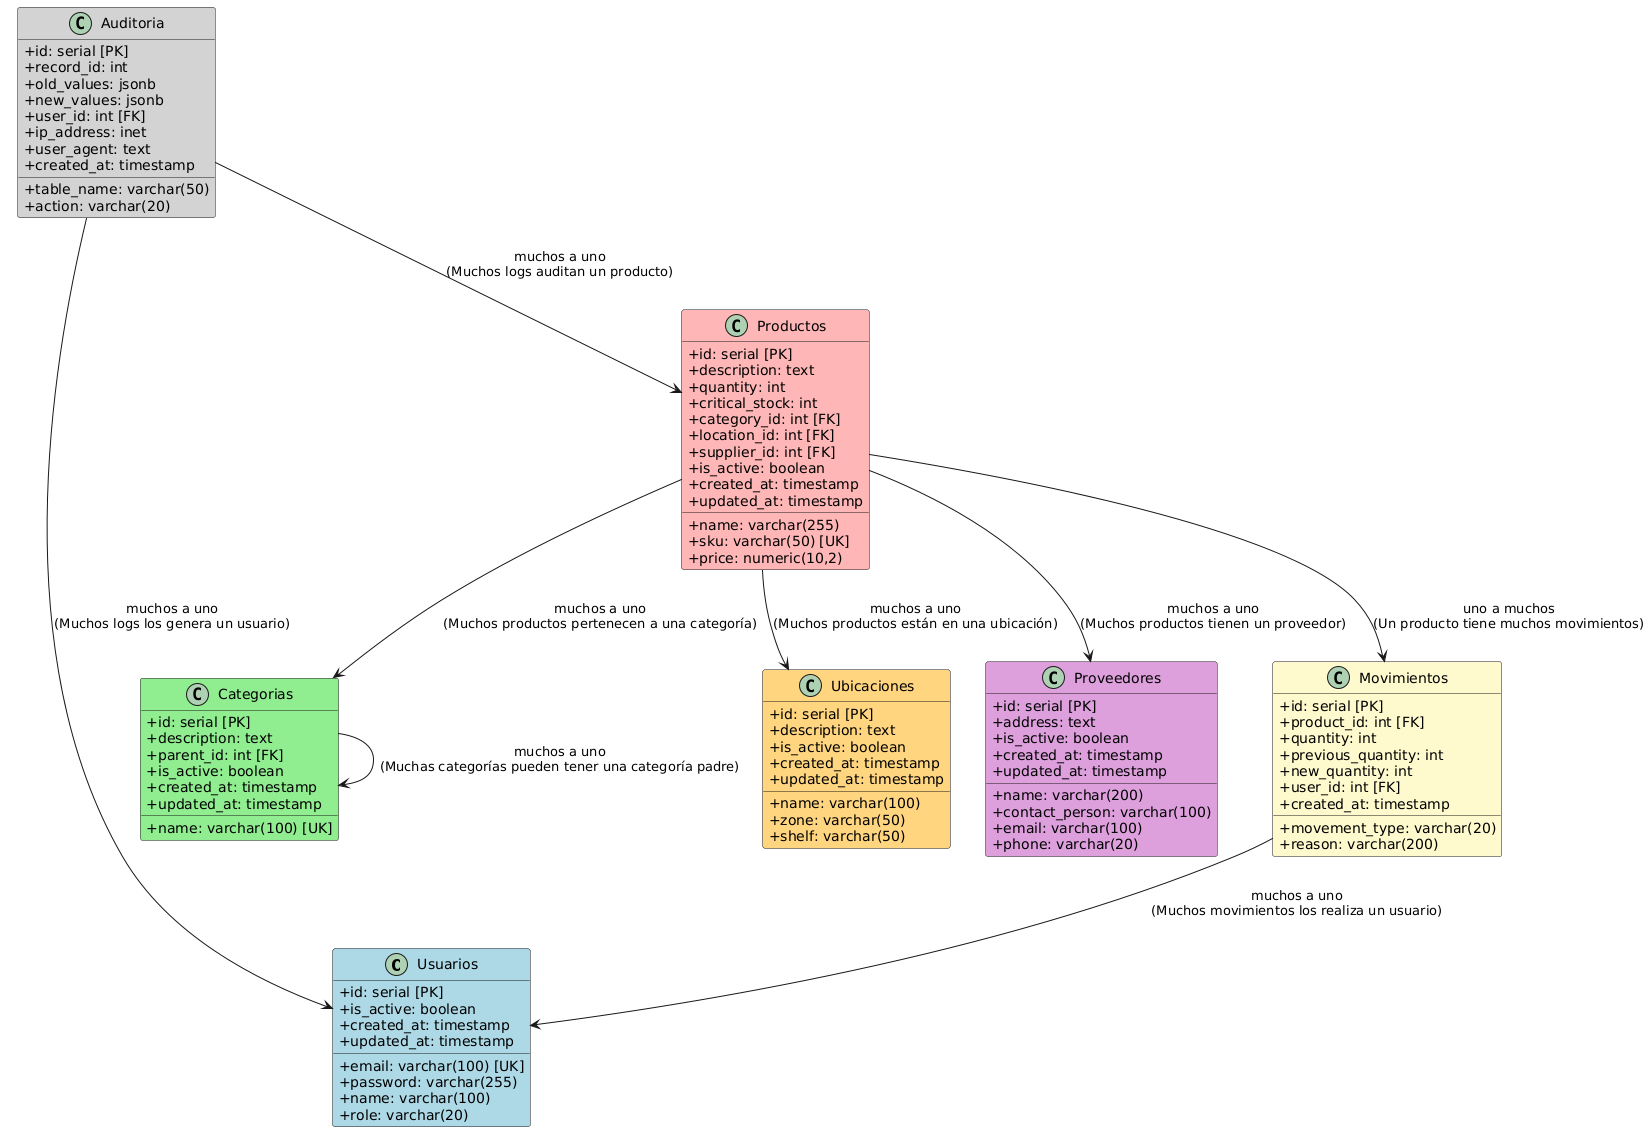 C Auditoria
+id: serial [PK]
+record_id: int
+old_values: jsonb
+new_values: jsonb
+user_id: int [FK]
+ip_address: inet
+user_agent: text
+created_at: timestamp
+table_name: varchar(50)
+action: varchar(20)
muchos a uno
(Muchos logs auditan un producto)
C Productos
+id: serial [PK]
+description: text
+quantity: int
+critical_stock: int
+category_id: int [FK]
+location_id: int [FK]
+supplier_id: int [FK]
+is_active: boolean
+created_at: timestamp
+updated_at: timestamp
+name: varchar(255)
+sku: varchar(50) [UK]
+price: numeric(10,2)
muchos a uno
(Muchos logs los genera un usuario)
muchos a uno
(Muchos productos pertenecen a una categoría)
muchos a uno
(Muchos productos están en una ubicación)
muchos a uno
(Muchos productos tienen un proveedor)
uno a muchos
(Un producto tiene muchos movimientos)
C Categorias
+id: serial [PK]
+description: text
+parent_id: int [FK]
+is_active: boolean
+created_at: timestamp
+updated_at: timestamp
+name: varchar(100) [UK]
muchos a uno
(Muchas categorías pueden tener una categoría padre)
C Ubicaciones
+id: serial [PK]
+description: text
+is_active: boolean
+created_at: timestamp
+updated_at: timestamp
+name: varchar(100)
+zone: varchar(50)
+shelf: varchar(50)
C Proveedores
+id: serial [PK]
+address: text
+is_active: boolean
+created_at: timestamp
+updated_at: timestamp
+name: varchar(200)
+contact_person: varchar(100)
+email: varchar(100)
+phone: varchar(20)
C Movimientos
+id: serial [PK]
+product_id: int [FK]
+quantity: int
+previous_quantity: int
+new_quantity: int
+user_id: int [FK]
+created_at: timestamp
+movement_type: varchar(20)
+reason: varchar(200)
muchos a uno
(Muchos movimientos los realiza un usuario)
C Usuarios
+id: serial [PK]
+is_active: boolean
+created_at: timestamp
+updated_at: timestamp
+email: varchar(100) [UK]
+password: varchar(255)
+name: varchar(100)
+role: varchar(20)